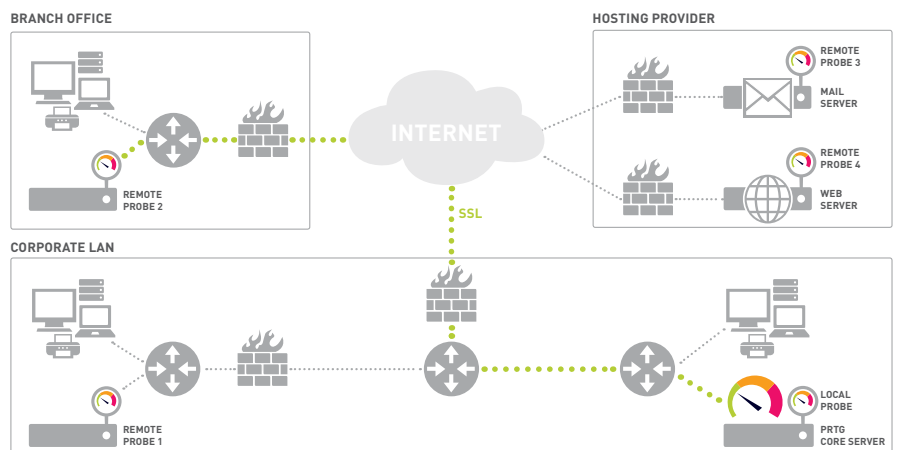 BRANCH OFFICE
HOSTING PROVIDER
REMOTE
PROBE 3
MAIL
SERVER
INTERNET
REMOTE
PROBE 4
WEB
SERVER
REMOTE
PROBE 2
SSL
CORPORATE LAN
LOCAL
PROBE
REMOTE
PROBE 1
PRTG
CORE SERVER